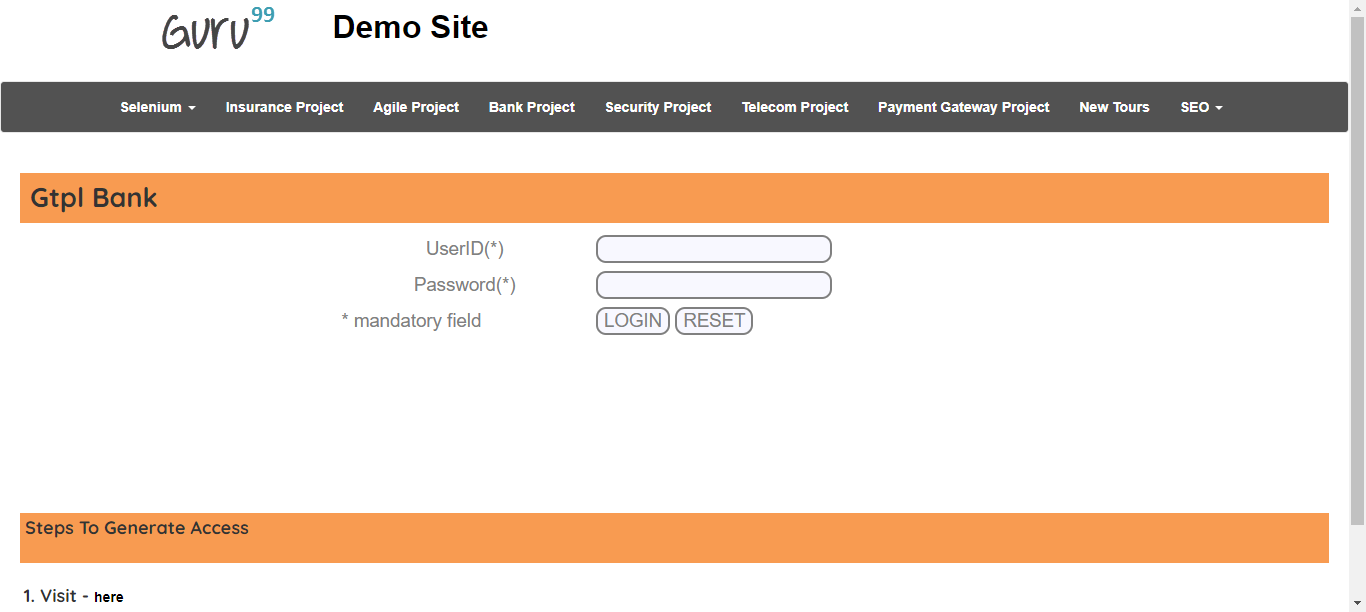 Guru99 Demo Site
Selenium Insurance Project Agile Project Bank Project Security Project Telecom Project Payment Gateway Project New Tours SEO
Gtpl Bank
UserID(*)
Password(*)
* mandatory field LOGIN RESET
Steps To Generate Access
1. Visit - here